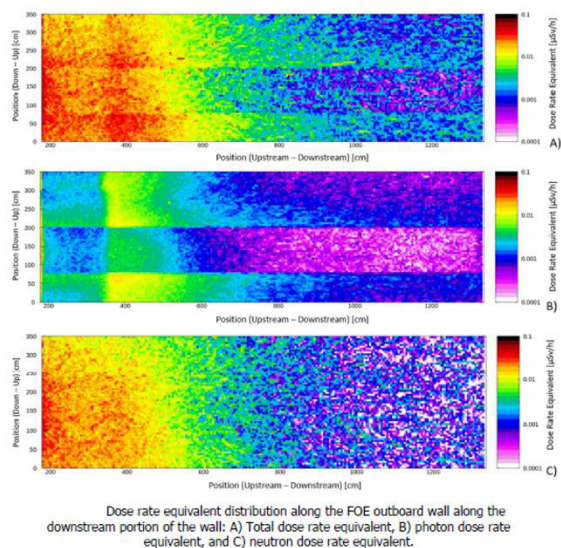 350
300
250
200
150
100
50
0
Position (Down – Up) [cm]
200 400 600 800 1000 1200
Position (Upstream – Downstream) [cm]
0.1
0.01
0.001
0.0001
Dose Rate Equivalent [µSv/h]
A)
350
300
250
200
150
100
50
0
Position (Down – Up) [cm]
200 400 600 800 1000 1200
Position (Upstream – Downstream) [cm]
0.1
0.01
0.001
0.0001
Dose Rate Equivalent [µSv/h]
B)
350
300
250
200
150
100
50
0
Position (Down – Up) [cm]
200 400 600 800 1000 1200
Position (Upstream – Downstream) [cm]
0.1
0.01
0.001
0.0001
Dose Rate Equivalent [µSv/h]
C)
Dose rate equivalent distribution along the FOE outboard wall along the
downstream portion of the wall: A) Total dose rate equivalent, B) photon dose rate
equivalent, and C) neutron dose rate equivalent.